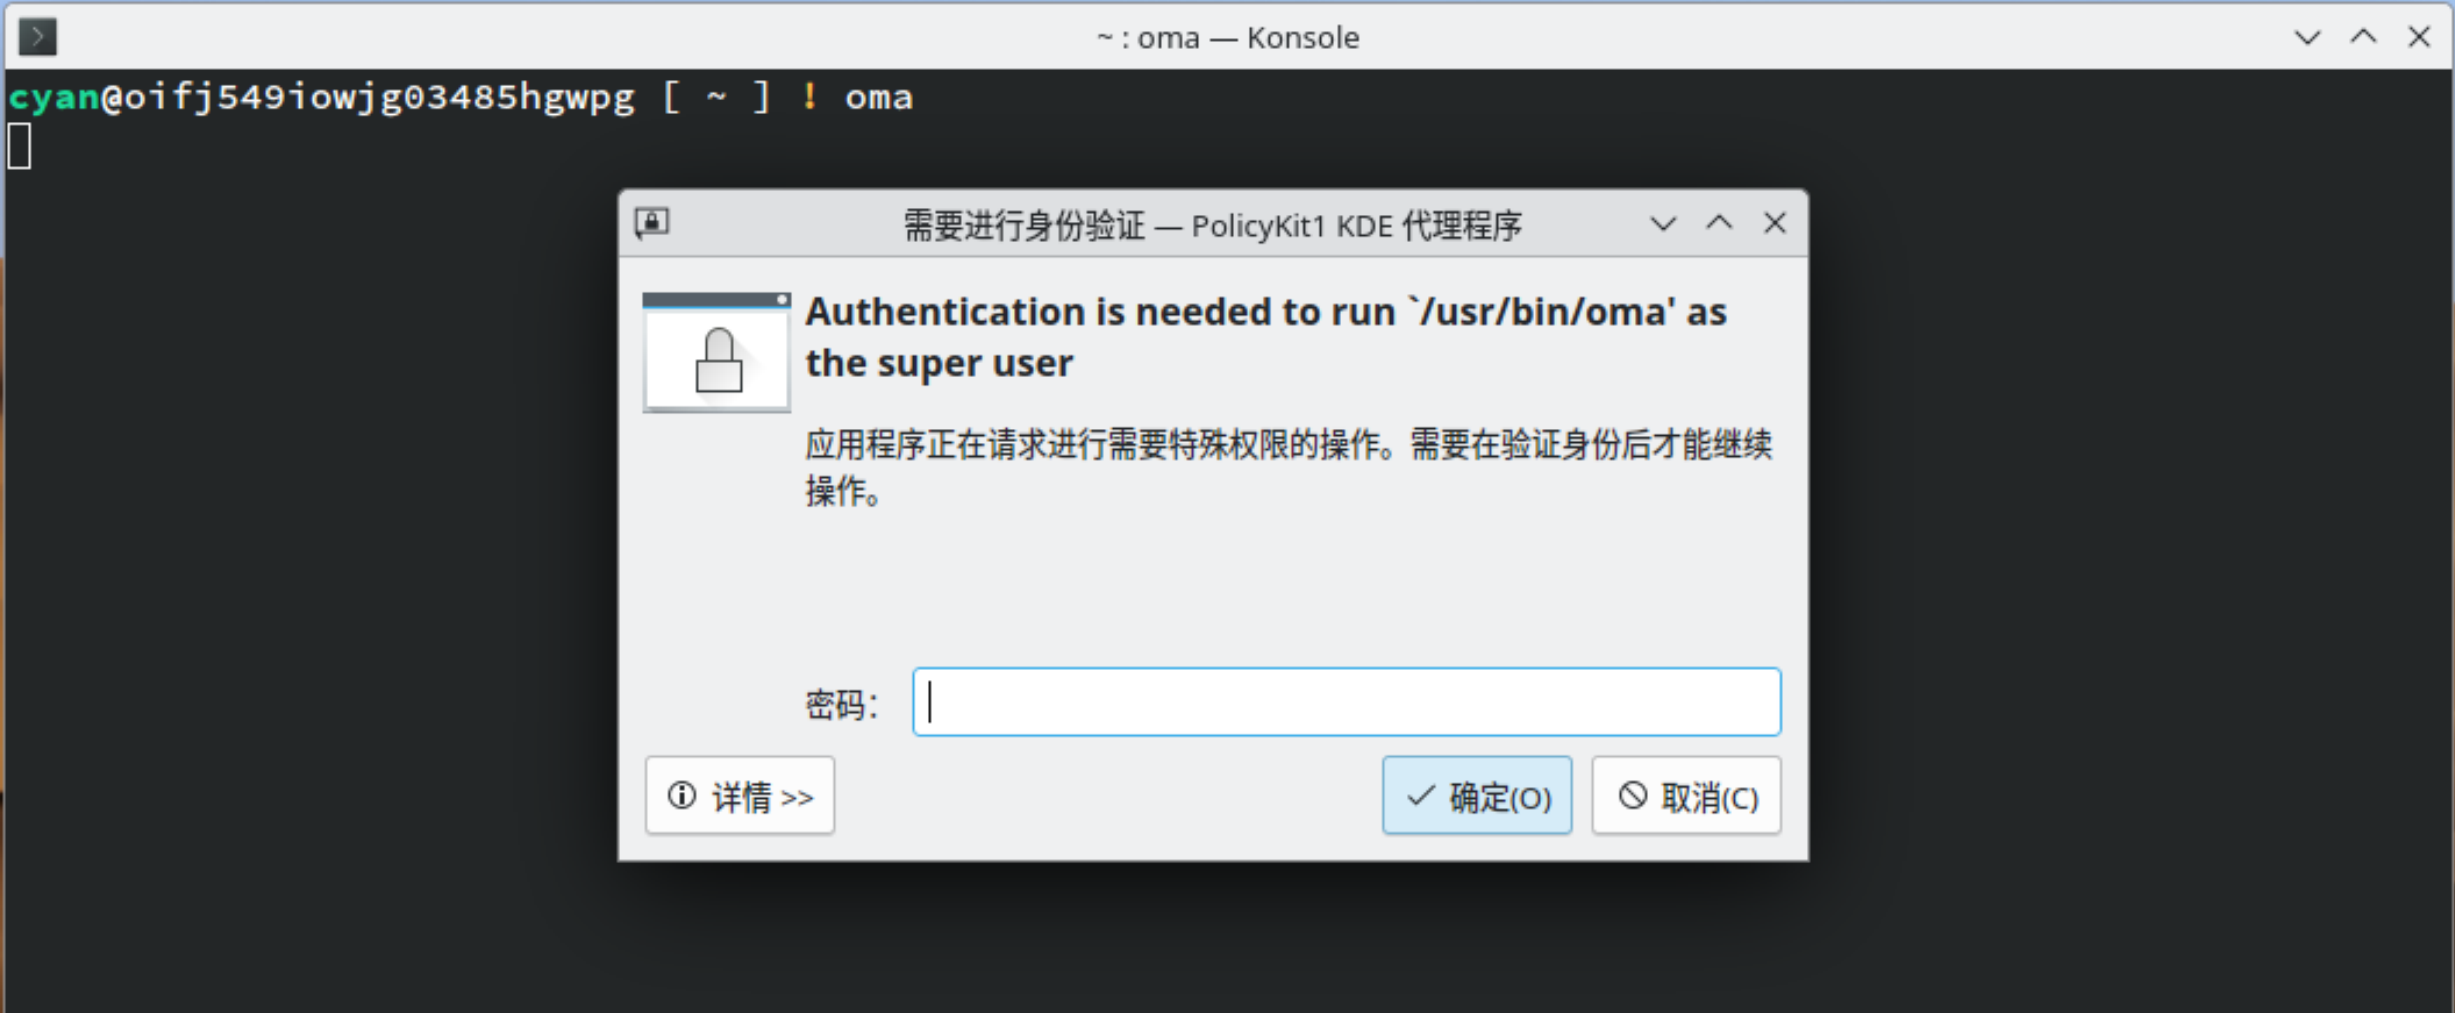 ~ : oma — Konsole
cyan@oifj549iowjg03485hgwpg [ ~ ] ! oma
需要进行身份验证 — PolicyKit1 KDE 代理程序
Authentication is needed to run `/usr/bin/oma' as
the super user
应用程序正在请求进行需要特殊权限的操作。需要在验证身份后才能继续
操作。
密码：
详情 >>
确定(O)
取消(C)